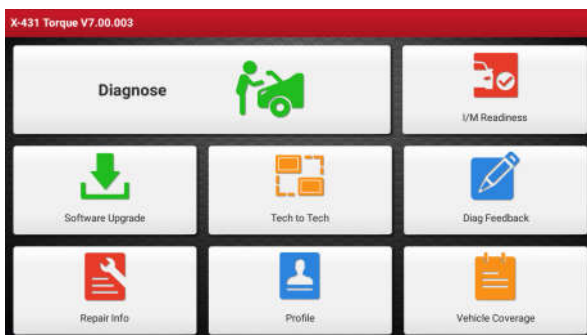 X-431 Torque V7.00.003
Diagnose
I/M Readiness
Software Upgrade
Tech to Tech
Diag Feedback
Repair Info
Profile
Vehicle Coverage